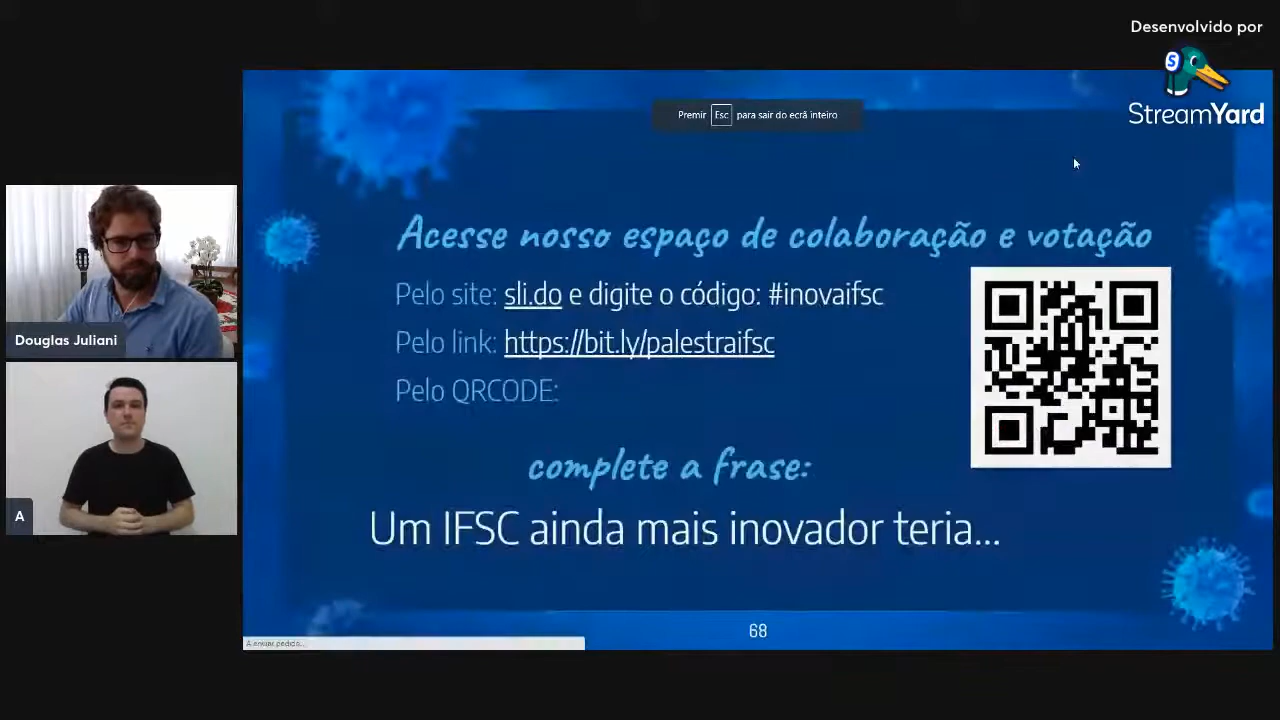 Desenvolvido por
StreamYard
Premir Esc para sair do ecrã inteiro
Acesse nosso espaço de colaboração e votação
Pelo site: sli.do e digite o código: #inovaifsc
Pelo link: https://bit.ly/palestraifsc
Pelo QRCODE:
complete a frase:
Um IFSC ainda mais inovador teria...
68
A enviar pedido...
Douglas Juliani
A